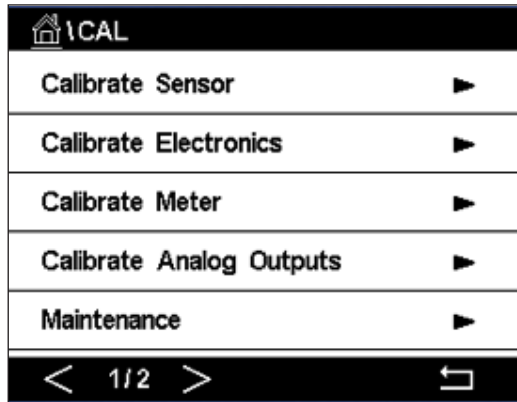 \CAL
Calibrate Sensor
Calibrate Electronics
Calibrate Meter
Calibrate Analog Outputs
Maintenance
< 1/2 >